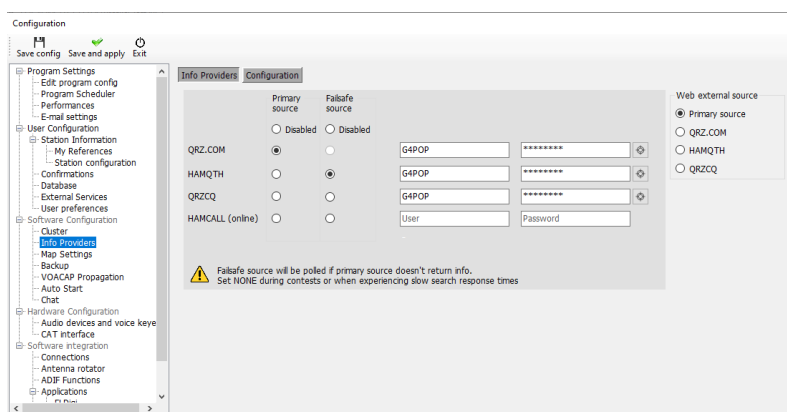 Configuration
Save config Save and apply Exit
Program Settings
Edit program config
Program Scheduler
Performances
E-mail settings
User Configuration
Station Information
My References
Station configuration
Confirmations
Database
External Services
User preferences
Software Configuration
Cluster
Info Providers
Map Settings
Backup
VOACAP Propagation
Auto Start
Chat
Hardware Configuration
Audio devices and voice keye
CAT interface
Software integration
Connections
Antenna rotator
ADIF Functions
Applications
Info Providers Configuration
Primary source Failsafe source
Disabled Disabled
QRZ.COM G4POP ********
HAMQTH G4POP ********
QRZCQ G4POP ********
HAMCALL (online) User Password
Failsafe source will be polled if primary source doesn't return info.
Set NONE during contests or when experiencing slow search response times
Web external source
Primary source
QRZ.COM
HAMQTH
QRZCQ